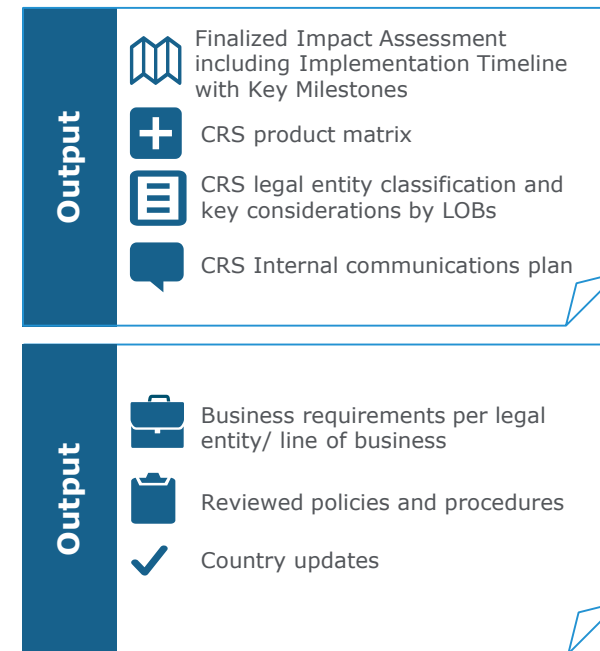 Output
Finalized Impact Assessment
including Implementation Timeline
with Key Milestones
CRS product matrix
CRS legal entity classification and
key considerations by LOBs
CRS Internal communications plan
Output
Business requirements per legal
entity/ line of business
Reviewed policies and procedures
Country updates